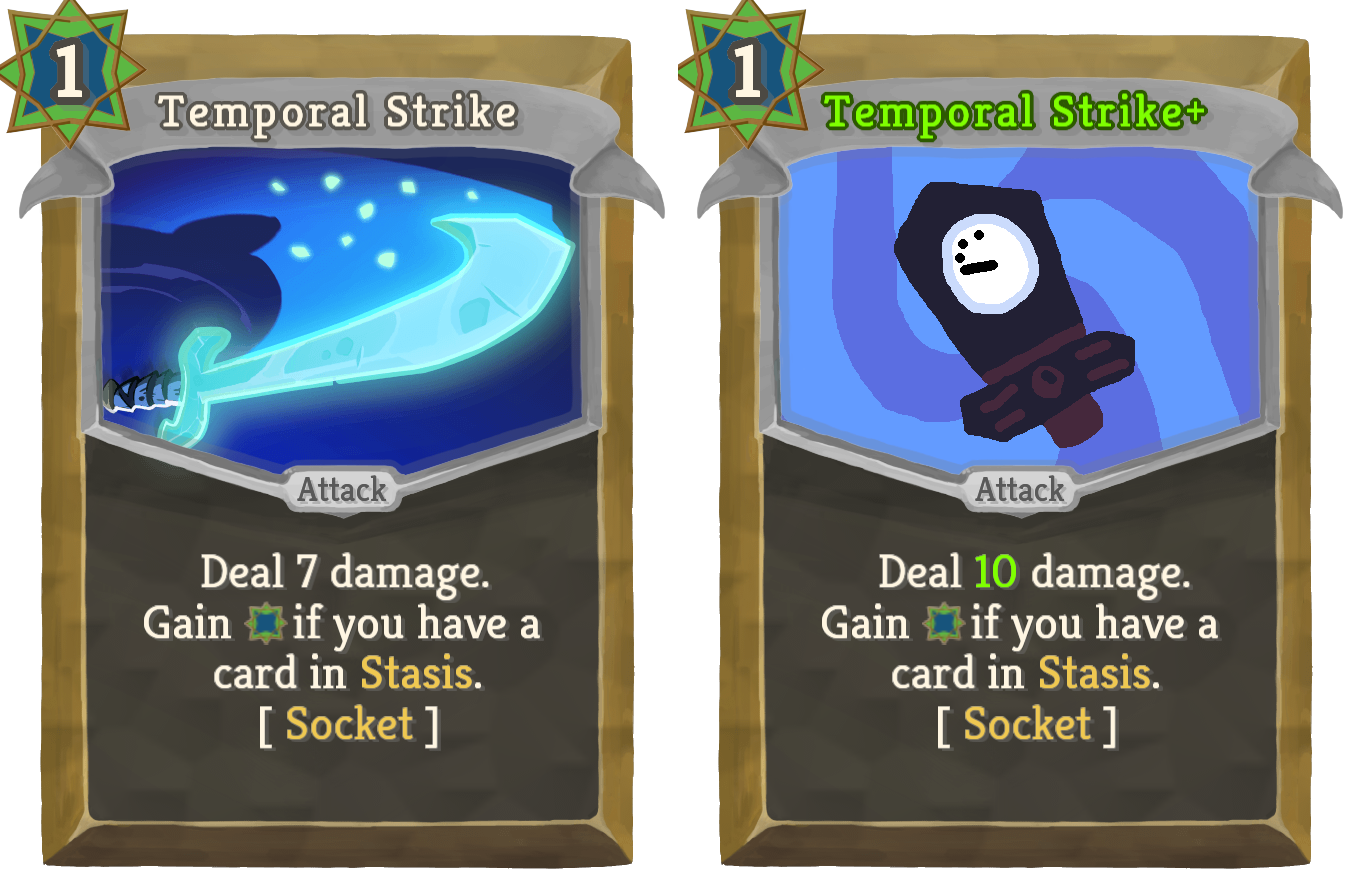 1
Temporal Strike
Attack
Deal 7 damage.
Gain if you have a
card in Stasis.
[ Socket ]
1
Temporal Strike+
Attack
Deal 10 damage.
Gain if you have a
card in Stasis.
[ Socket ]